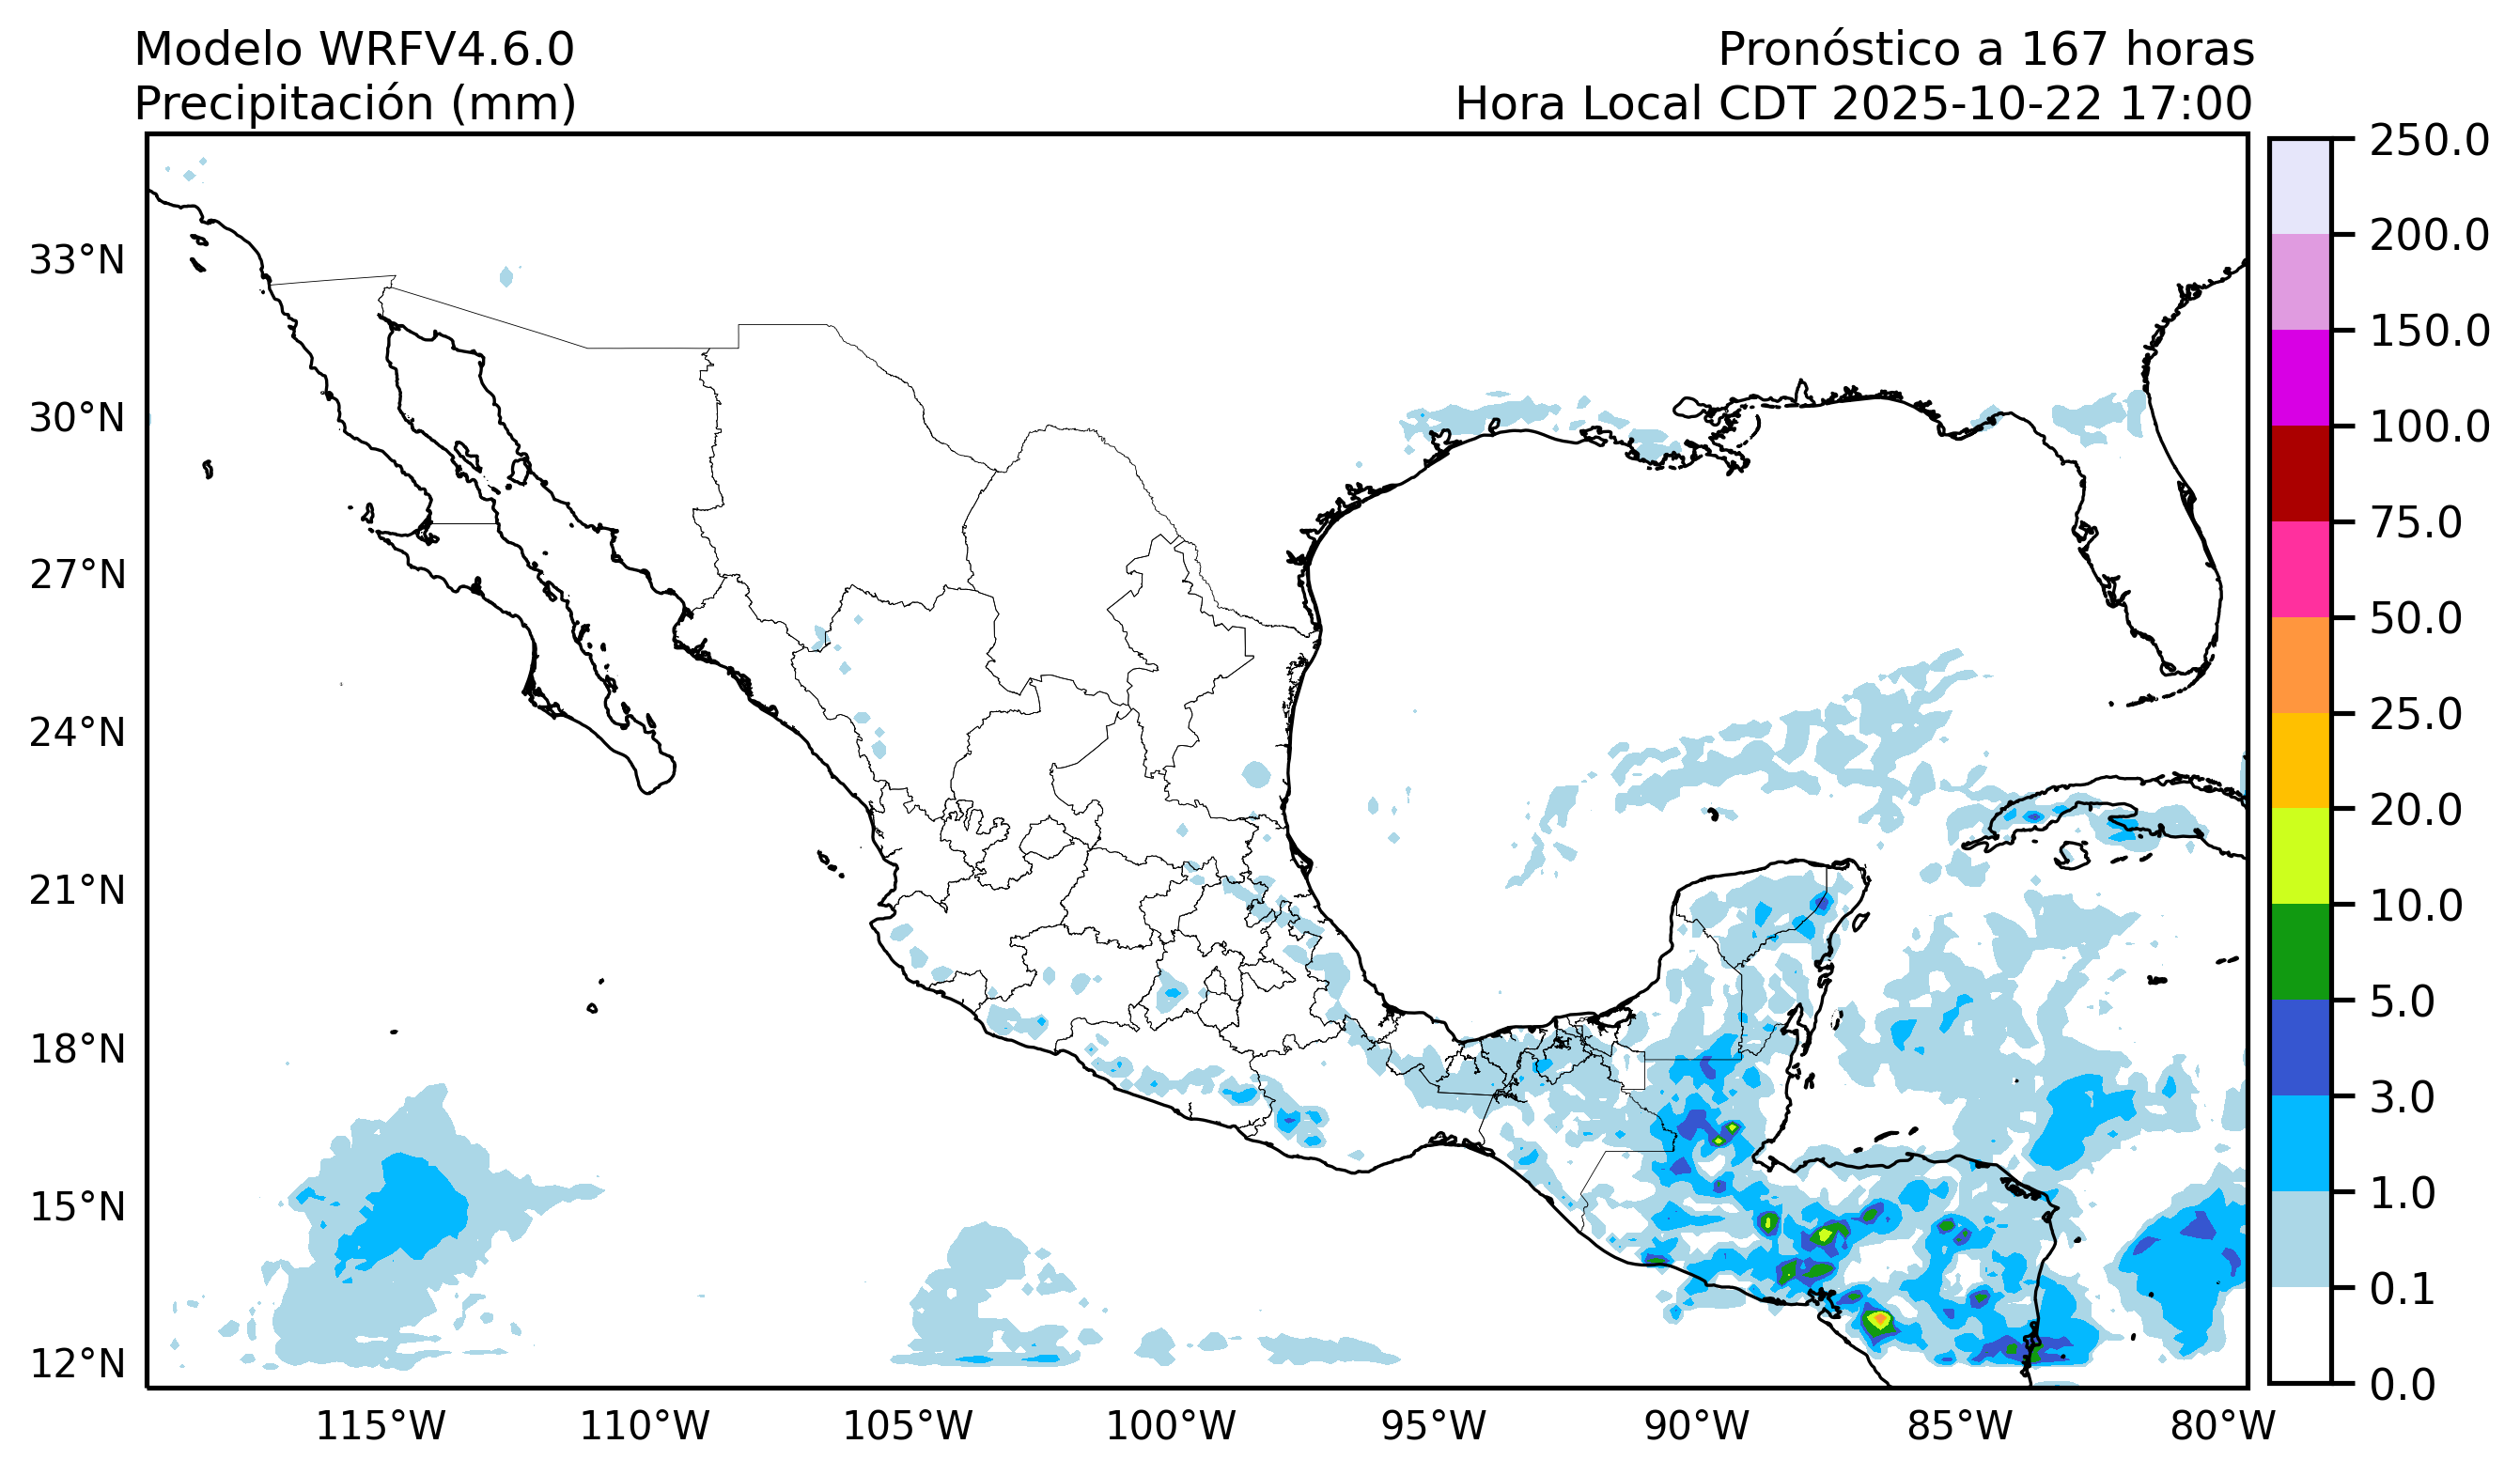 Modelo WRFV4.6.0
Precipitación (mm)
Pronóstico a 167 horas
Hora Local CDT 2025-10-22 17:00
33°N
30°N
27°N
24°N
21°N
18°N
15°N
12°N
115°W
110°W
105°W
100°W
95°W
90°W
85°W
80°W
250.0
200.0
150.0
100.0
75.0
50.0
25.0
20.0
10.0
5.0
3.0
1.0
0.1
0.0